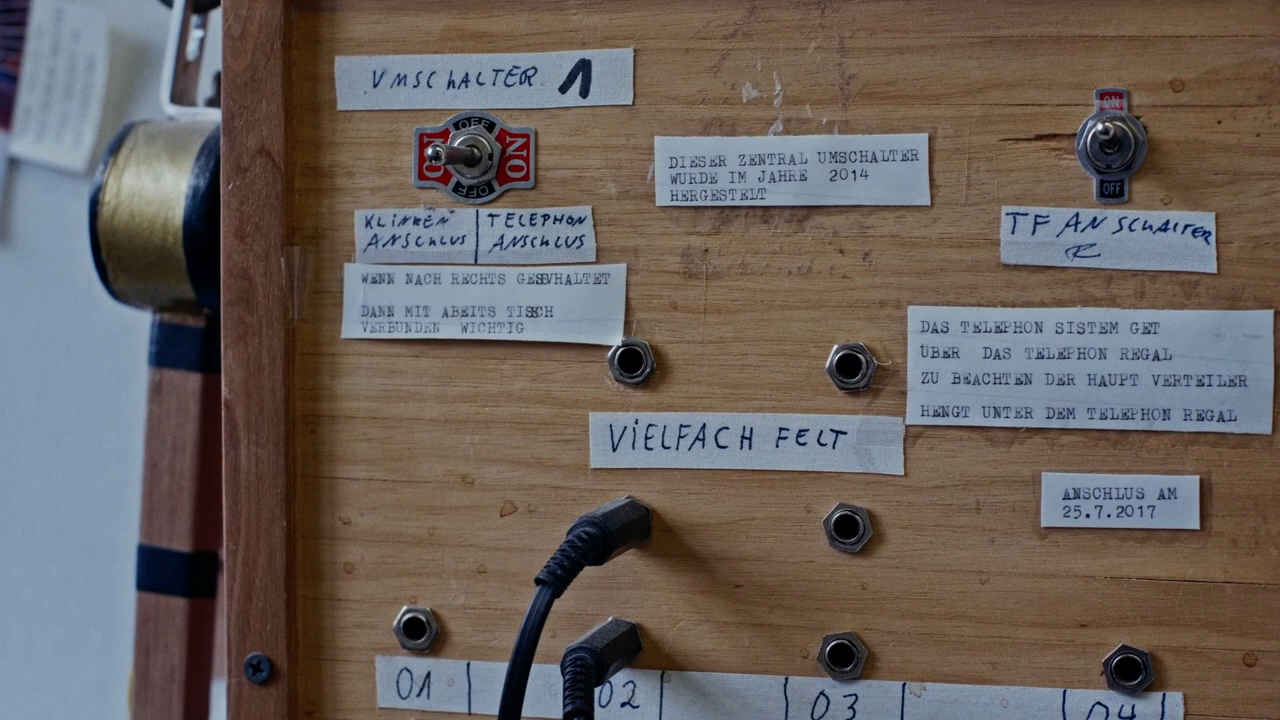 UMSCHALTER 1
OFF
ON
ON
OFF
KLINKEN TELEPHON
ANSCHLUS ANSCHLUS
WENN NACH RECHTS
DANN MIT ABEITS TISCH
VERBUNDEN WICHTIG
DIESER ZENTRAL UMSCHALTER
WURDE IM JAHRE 2014
HERGESTELT
ON
OFF
TF ANSCHALTER
DAS TELEPHON SISTEM GET
ÜBER DAS TELEPHON REGAL
ZU BEACHTEN DER HAUPT VERTEILER
HENGT UNTER DEM TELEPHON REGAL
VIELFACH FELT
ANSCHLUS AM
25.7.2017
01 02 03 04